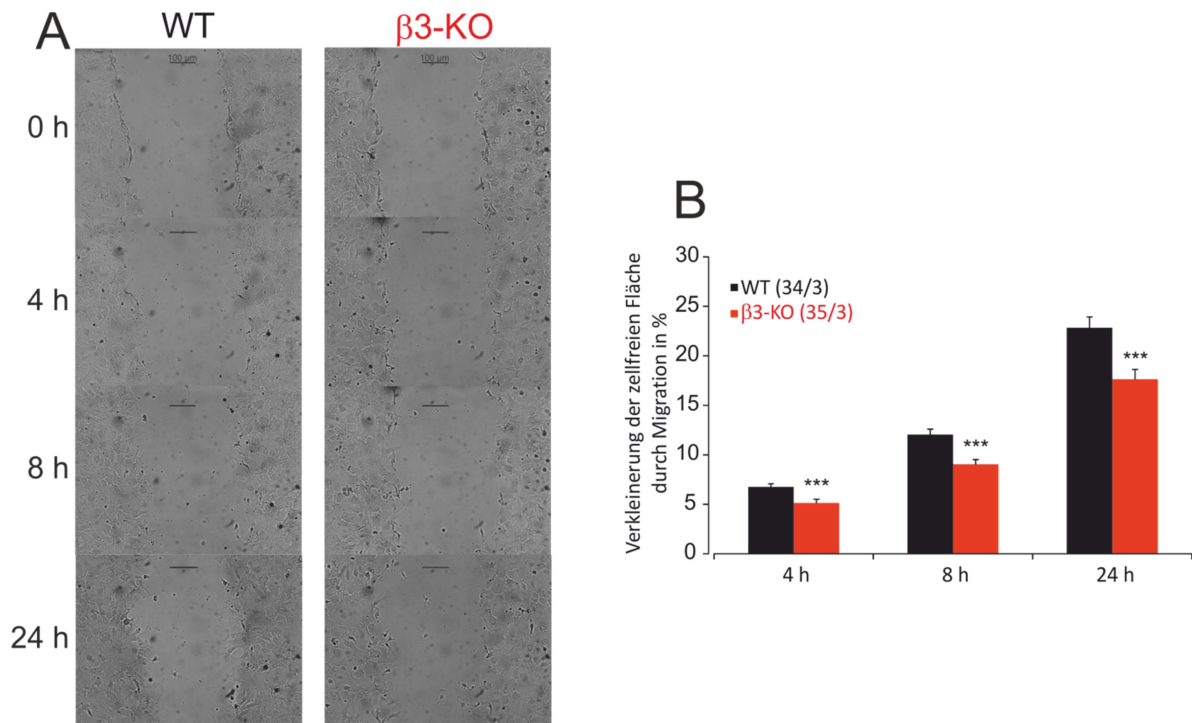 A
WT
β3-KO
100 µm
100 µm
0 h
4 h
8 h
24 h
B
Verkleinerung der zellfreien Fläche
durch Migration in %
30
25
20
15
10
5
0
WT (34/3)
β3-KO (35/3)
***
***
***
4 h
8 h
24 h